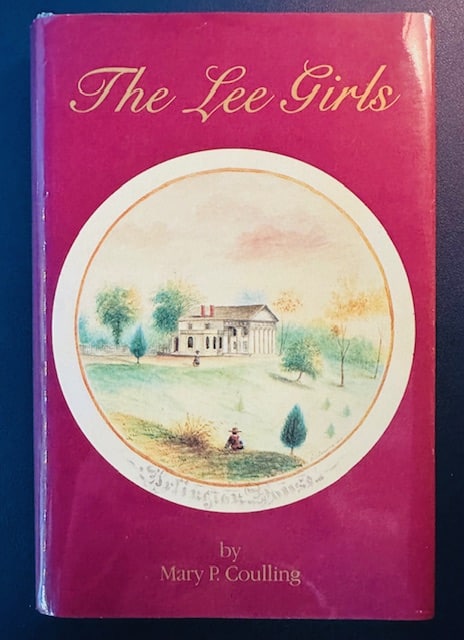 The Lee Girls
Arlington House
by
Mary P. Coulling